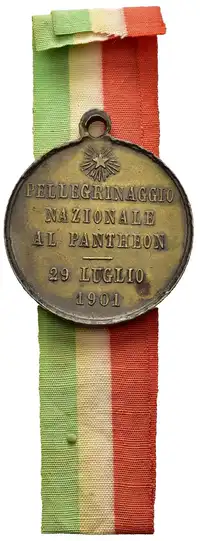 PELLEGRINAGGIO
NAZIONALE
AL PANTHEON
29 LUGLIO
1901